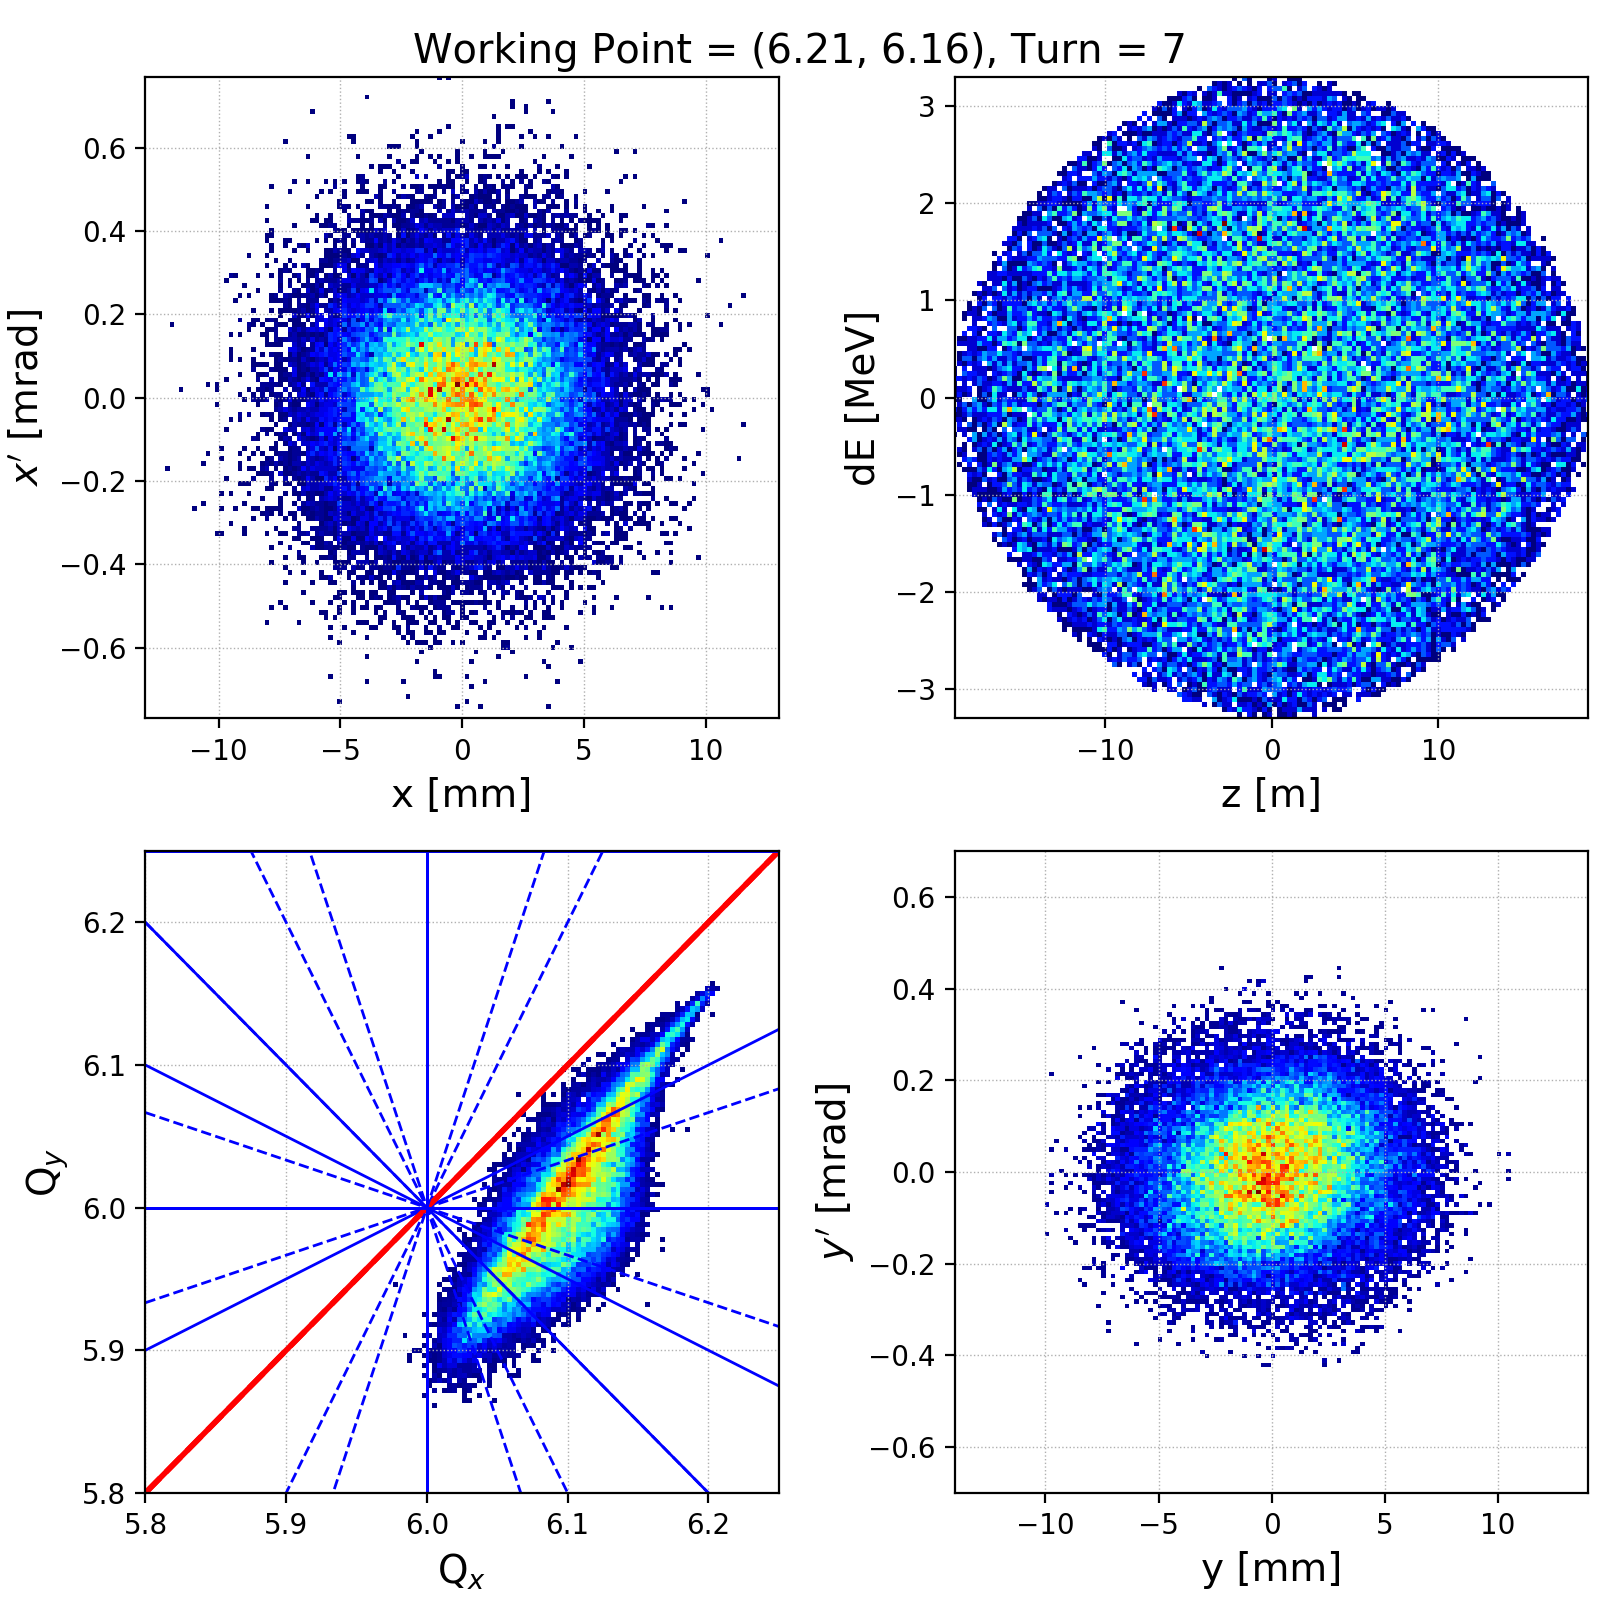 Working Point = (6.21, 6.16), Turn = 7
0.6
0.4
0.2
0.0
−0.2
−0.4
−0.6
x′ [mrad]
−10 −5 0 5 10
x [mm]
3
2
1
0
−1
−2
−3
dE [MeV]
−10 0 10
z [m]
6.2
6.1
6.0
5.9
5.8
Qy
5.8 5.9 6.0 6.1 6.2
Qx
0.6
0.4
0.2
0.0
−0.2
−0.4
−0.6
y′ [mrad]
−10 −5 0 5 10
y [mm]